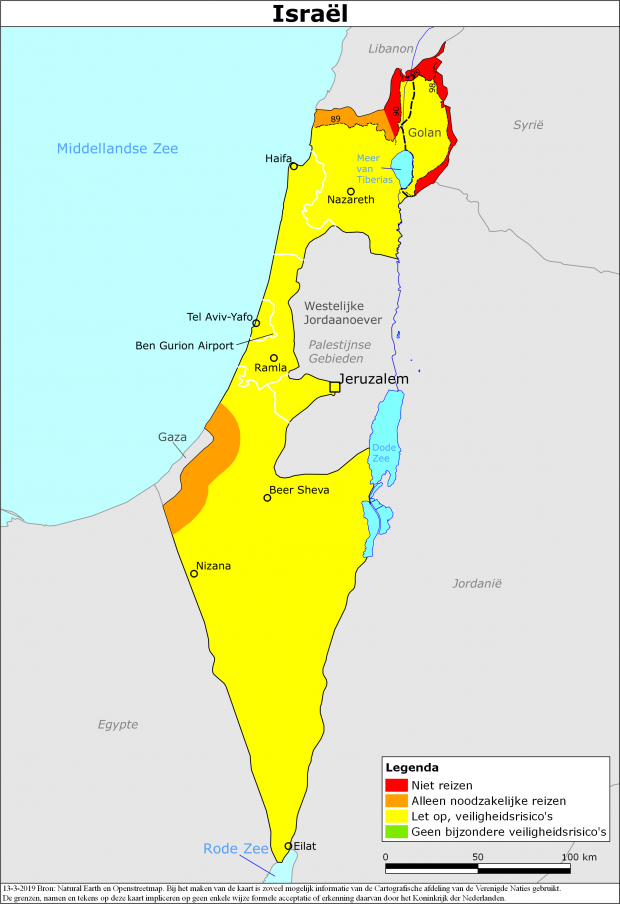 Israël
Libanon
98
90
Syrië
89
Golan
Middellandse Zee
Haifa
Meer
van
Tiberias
Nazareth
Westelijke
Jordaanoever
Tel Aviv-Yafo
Ben Gurion Airport
Palestijnse
Gebieden
Ramla
Jeruzalem
Gaza
Dode
Zee
Beer Sheva
Nizana
Jordanië
Egypte
Legenda
Niet reizen
Alleen noodzakelijke reizen
Let op, veiligheidsrisico's
Geen bijzondere veiligheidsrisico's
Rode Zee
Eilat
0 50 100 km
13-3-2019 Bron: Natural Earth en Openstreetmap. Bij het maken van de kaart is zoveel mogelijk informatie van de Cartografische afdeling van de Verenigde Naties gebruikt.
De grenzen, namen en tekens op deze kaart impliceren op geen enkele wijze formele acceptatie of erkenning daarvan door het Koninkrijk der Nederlanden.